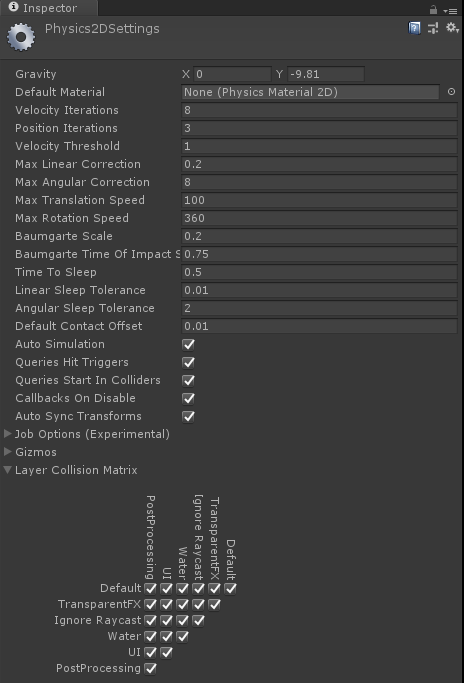 Inspector
Physics2DSettings
Gravity X 0 Y -9.81
Default Material None (Physics Material 2D)
Velocity Iterations 8
Position Iterations 3
Velocity Threshold 1
Max Linear Correction 0.2
Max Angular Correction 8
Max Translation Speed 100
Max Rotation Speed 360
Baumgarte Scale 0.2
Baumgarte Time Of Impact S 0.75
Time To Sleep 0.5
Linear Sleep Tolerance 0.01
Angular Sleep Tolerance 2
Default Contact Offset 0.01
Auto Simulation
Queries Hit Triggers
Queries Start In Colliders
Callbacks On Disable
Auto Sync Transforms
Job Options (Experimental)
Gizmos
Layer Collision Matrix
PostProcessing
UI
Water
Ignore Raycast
TransparentFX
Default
Default
TransparentFX
Ignore Raycast
Water
UI
PostProcessing